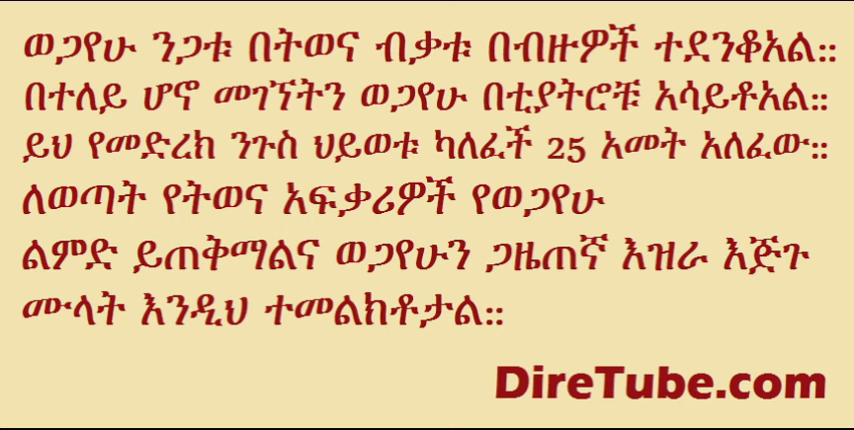 ወጋየሁ ንጋቱ በትወና ብቃቱ በብዙዎች ተደንቆአል።
በተለይ ሆኖ መገኘትን ወጋየሁ በቲያትሮቹ አሳይቶአል።
ይህ የመድረክ ንጉስ ህይወቱ ካለፈች 25 አመት አለፈው።
ለወጣት የትወና አፍቃሪዎች የወጋየሁ
ልምድ ይጠቅማልና ወጋየሁን ጋዜጠኛ እዝራ እጅጉ
ሙላት እንዲህ ተመልክቶታል።
DireTube.com